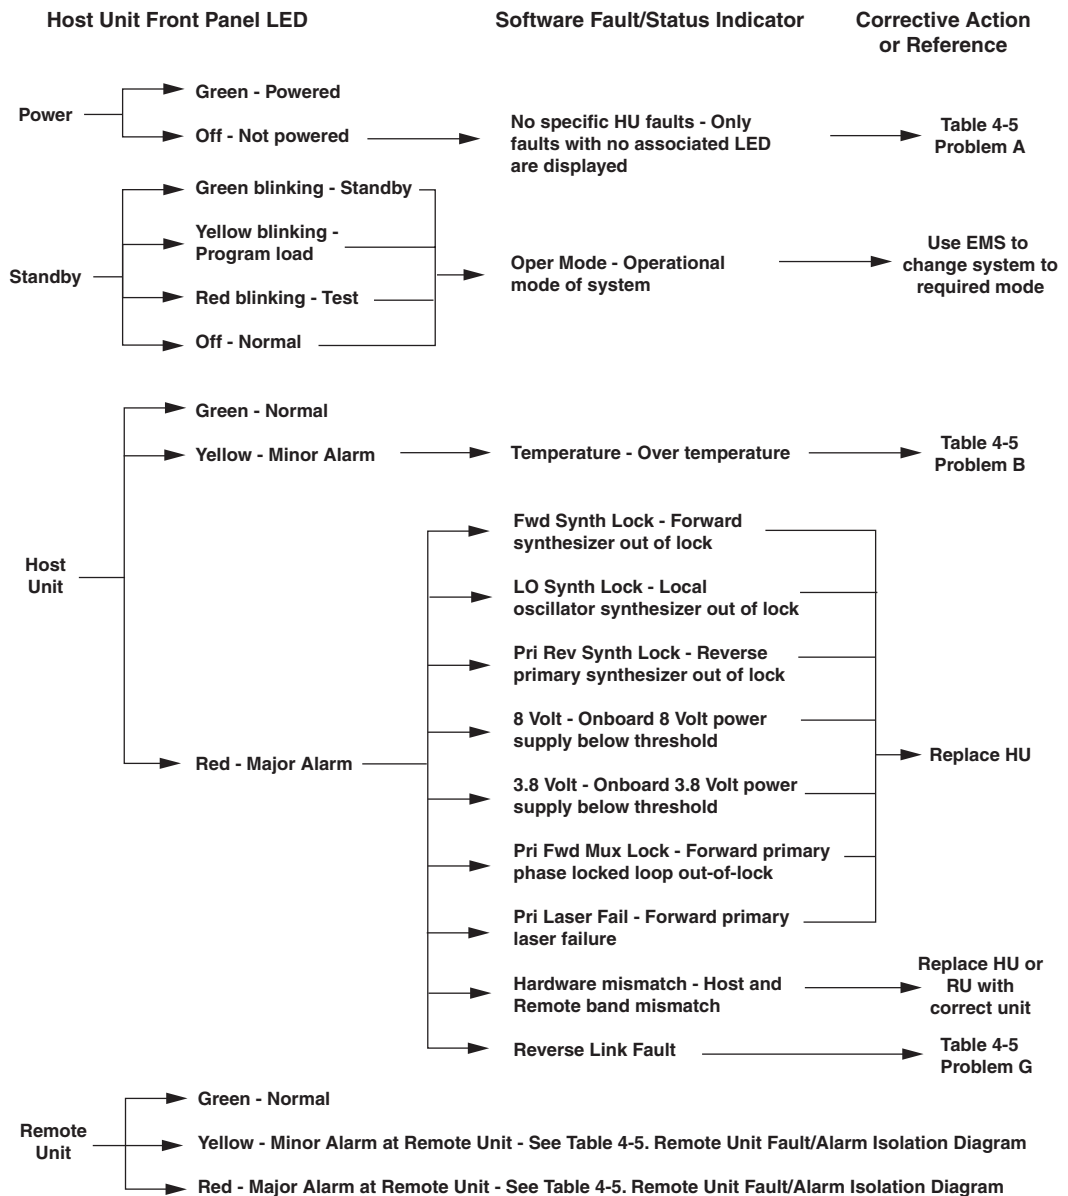 Host Unit Front Panel LED
Software Fault/Status Indicator
Corrective Action
or Reference
Power
Green - Powered
Off - Not powered
No specific HU faults - Only
faults with no associated LED
are displayed
Table 4-5
Problem A
Standby
Green blinking - Standby
Yellow blinking -
Program load
Red blinking - Test
Off - Normal
Oper Mode - Operational
mode of system
Use EMS to
change system to
required mode
Host
Unit
Green - Normal
Yellow - Minor Alarm
Temperature - Over temperature
Table 4-5
Problem B
Red - Major Alarm
Fwd Synth Lock - Forward
synthesizer out of lock
LO Synth Lock - Local
oscillator synthesizer out of lock
Pri Rev Synth Lock - Reverse
primary synthesizer out of lock
8 Volt - Onboard 8 Volt power
supply below threshold
3.8 Volt - Onboard 3.8 Volt power
supply below threshold
Pri Fwd Mux Lock - Forward primary
phase locked loop out-of-lock
Pri Laser Fail - Forward primary
laser failure
Replace HU
Hardware mismatch - Host and
Remote band mismatch
Replace HU or
RU with
correct unit
Reverse Link Fault
Table 4-5
Problem G
Remote
Unit
Green - Normal
Yellow - Minor Alarm at Remote Unit - See Table 4-5. Remote Unit Fault/Alarm Isolation Diagram
Red - Major Alarm at Remote Unit - See Table 4-5. Remote Unit Fault/Alarm Isolation Diagram